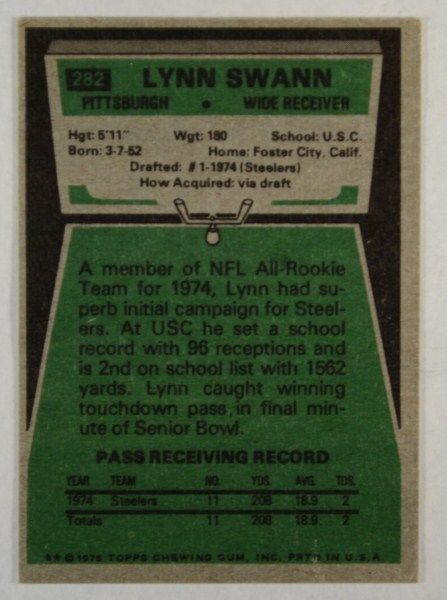 282 LYNN SWANN
PITTSBURGH • WIDE RECEIVER
Hgt: 5'11" Wgt: 180 School: U.S.C.
Born: 3-7-52 Home: Foster City, Calif.
Drafted: #1-1974 (Steelers)
How Acquired: via draft
A member of NFL All-Rookie
Team for 1974, Lynn had su-
perb initial campaign for Steel-
ers. At USC he set a school
record with 96 receptions and
is 2nd on school list with 1562
yards. Lynn caught winning
touchdown pass, in final min-
ute of Senior Bowl.
PASS RECEIVING RECORD
YEAR TEAM NO. YDS. AVG. TDS.
1974 Steelers 11 208 18.9 2
Totals 11 208 18.9 2
** © 1975 TOPPS CHEWING GUM, INC. PRTD IN U.S.A.